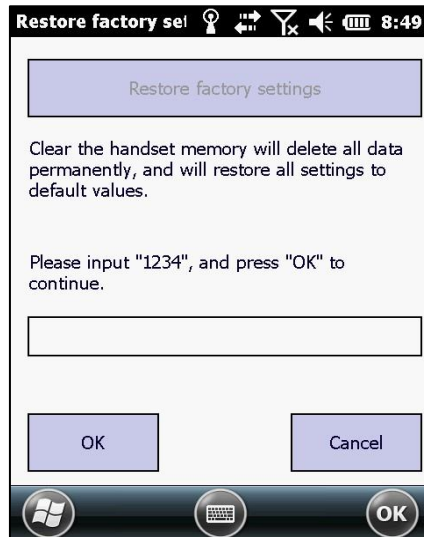 Restore factory set 8:49
Restore factory settings
Clear the handset memory will delete all data
permanently, and will restore all settings to
default values.
Please input "1234", and press "OK" to
continue.
OK Cancel
OK